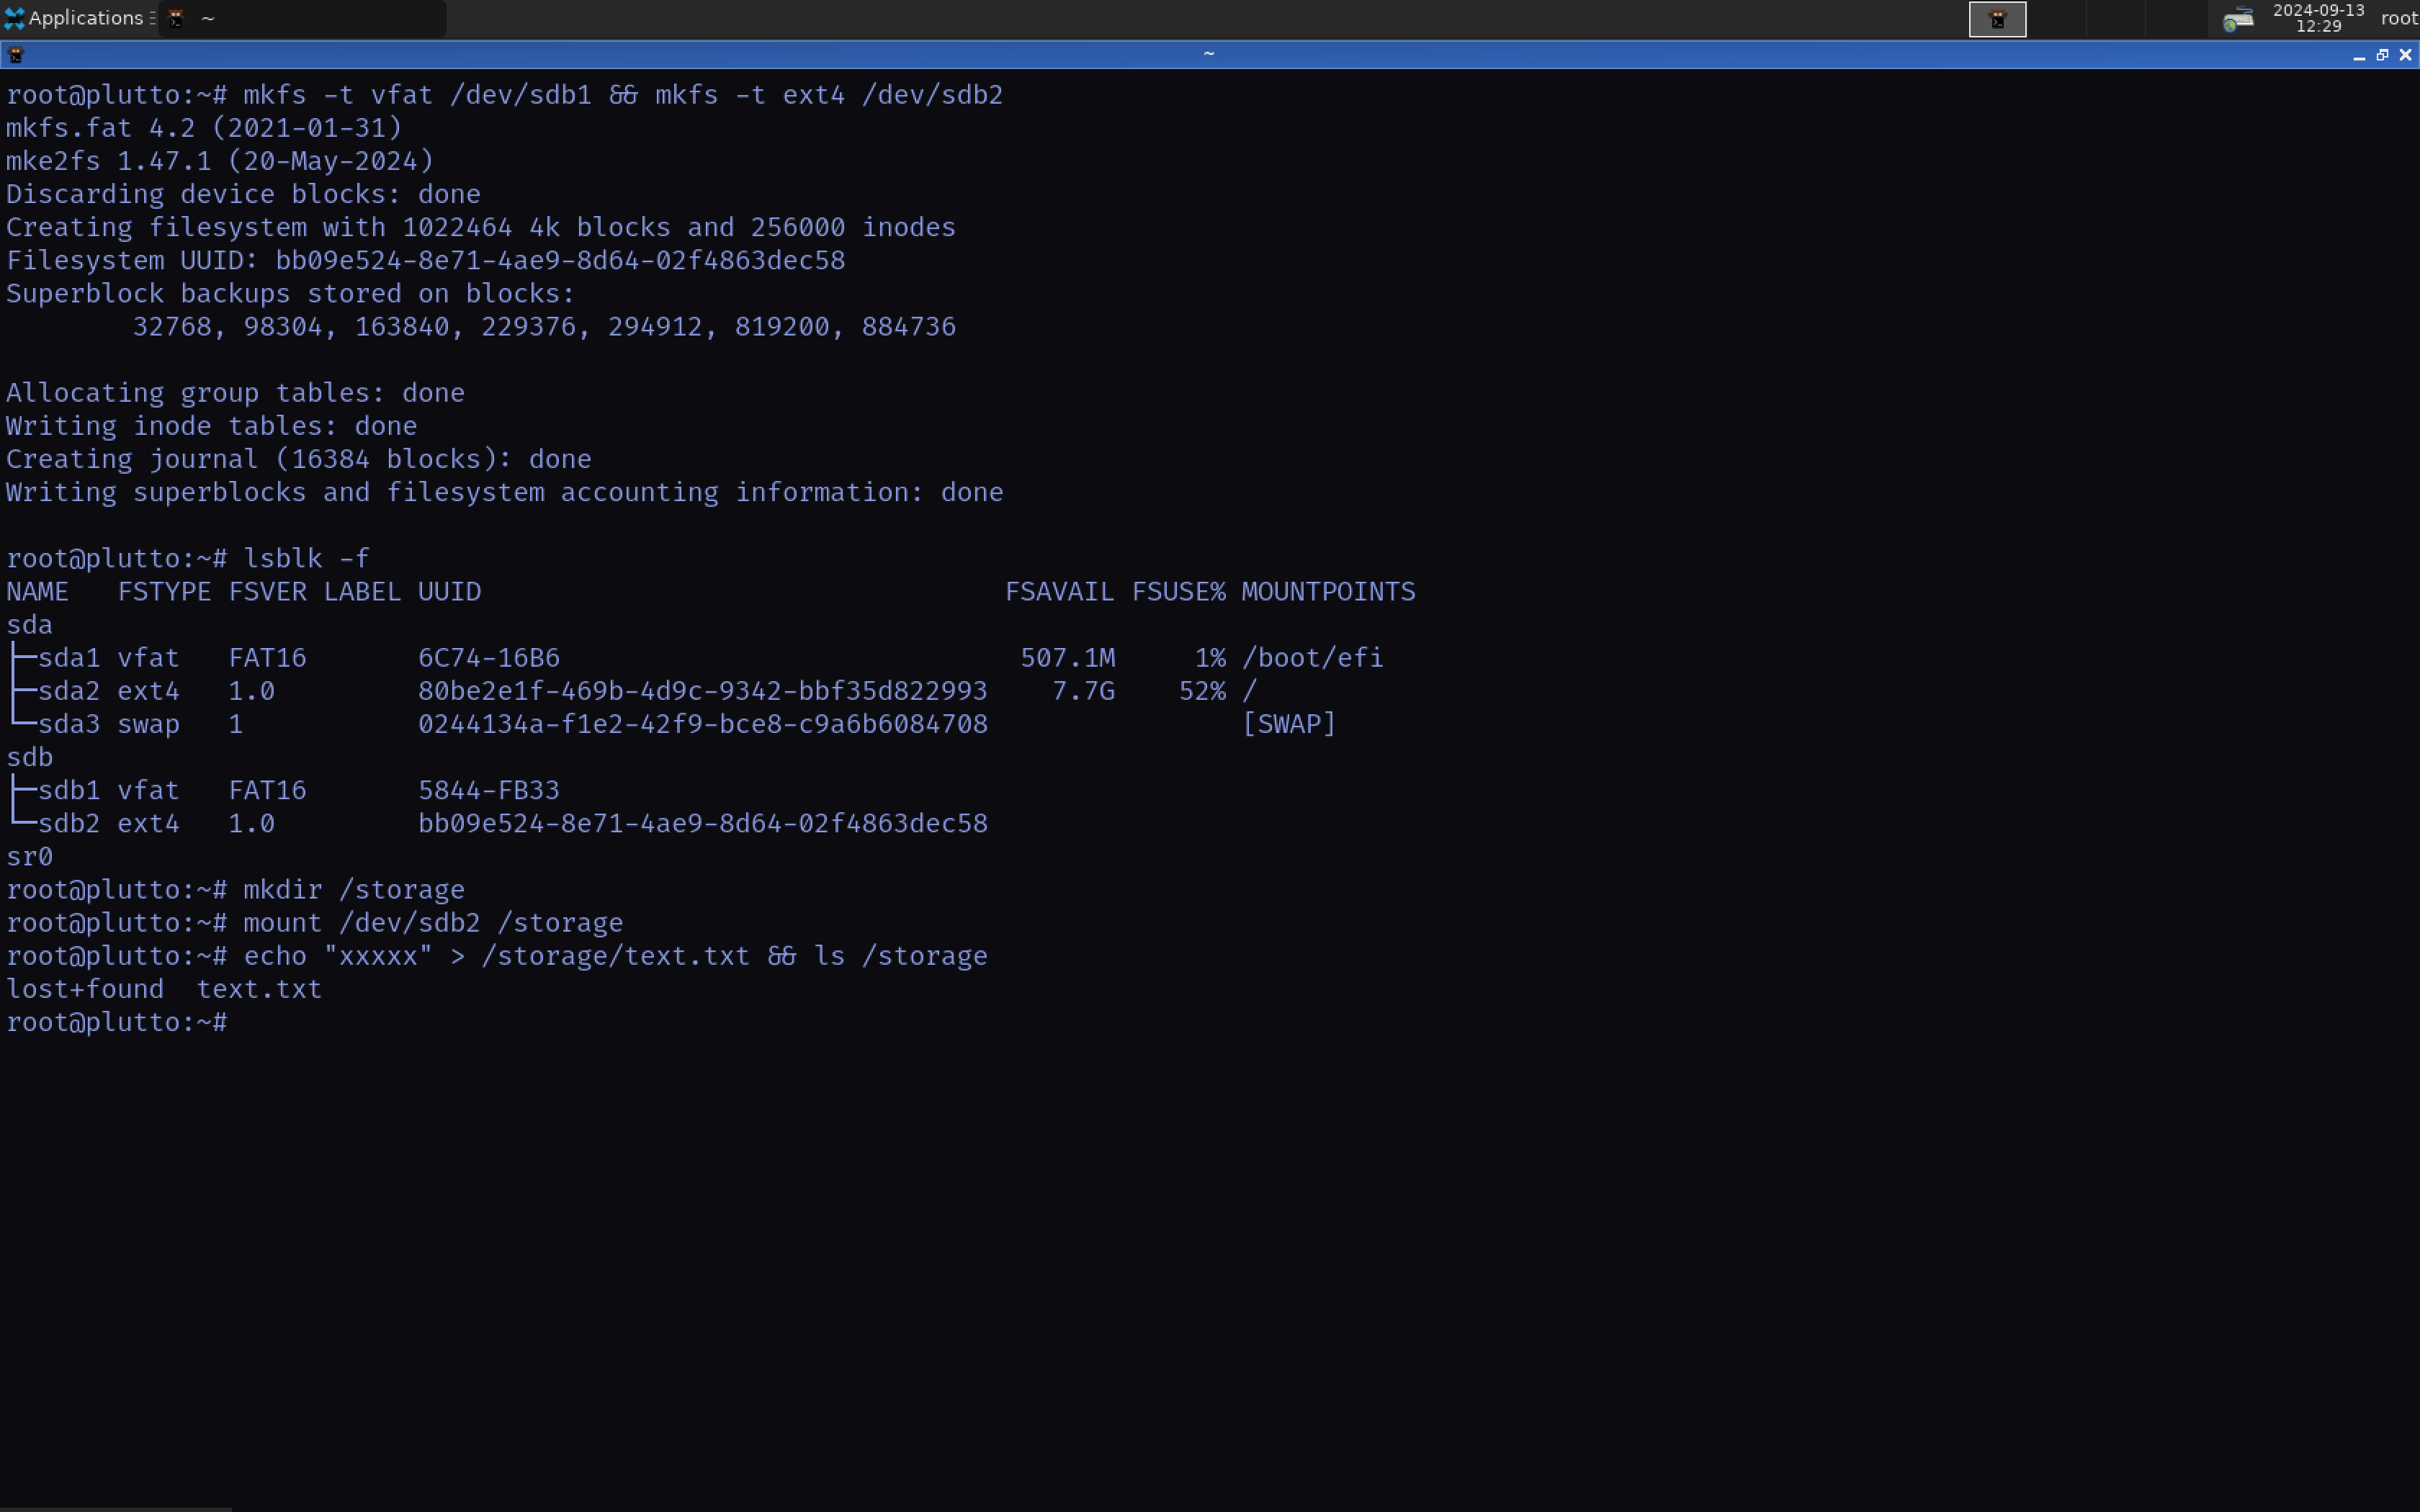 Applications
~
2024-09-13
12:29
root
~
root@plutto:~# mkfs -t vfat /dev/sdb1 && mkfs -t ext4 /dev/sdb2
mkfs.fat 4.2 (2021-01-31)
mke2fs 1.47.1 (20-May-2024)
Discarding device blocks: done
Creating filesystem with 1022464 4k blocks and 256000 inodes
Filesystem UUID: bb09e524-8e71-4ae9-8d64-02f4863dec58
Superblock backups stored on blocks:
        32768, 98304, 163840, 229376, 294912, 819200, 884736
Allocating group tables: done
Writing inode tables: done
Creating journal (16384 blocks): done
Writing superblocks and filesystem accounting information: done
root@plutto:~# lsblk -f
NAME   FSTYPE FSVER LABEL UUID                                 FSAVAIL FSUSE% MOUNTPOINTS
sda
├─sda1 vfat   FAT16       6C74-16B6                             507.1M     1% /boot/efi
├─sda2 ext4   1.0         80be2e1f-469b-4d9c-9342-bbf35d822993    7.7G    52% /
└─sda3 swap   1           0244134a-f1e2-42f9-bce8-c9a6b6084708                [SWAP]
sdb
├─sdb1 vfat   FAT16       5844-FB33
└─sdb2 ext4   1.0         bb09e524-8e71-4ae9-8d64-02f4863dec58
sr0
root@plutto:~# mkdir /storage
root@plutto:~# mount /dev/sdb2 /storage
root@plutto:~# echo "xxxxx" > /storage/text.txt && ls /storage
lost+found  text.txt
root@plutto:~#